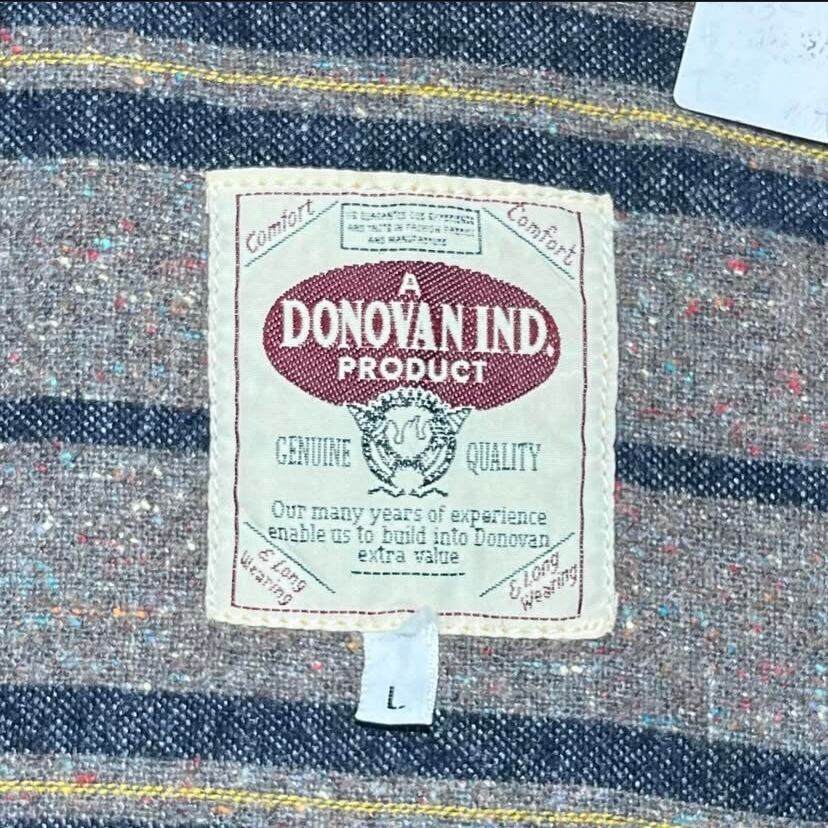 Comfort
WE GUARANTEE OUR EXPERIENCE
AND TASTE IN FASHION FABRIC
AND MANUFACTURE
Comfort
A
DONOVAN IND.
PRODUCT
GENUINE QUALITY
Our many years of experience
enable us to build into Donovan
extra value
& Long
Wearing
& Long
Wearing
L